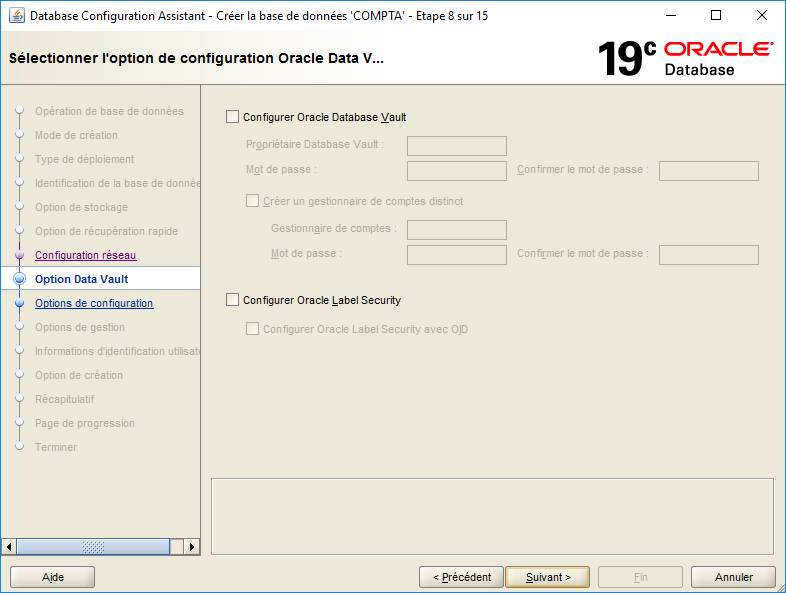 Database Configuration Assistant - Créer la base de données 'COMPTA' - Etape 8 sur 15
Sélectionner l'option de configuration Oracle Data V...
19c ORACLE
Database
Opération de base de données
Mode de création
Type de déploiement
Identification de la base de donnée
Option de stockage
Option de récupération rapide
Configuration réseau
Option Data Vault
Options de configuration
Options de gestion
Informations d'identification utilisat
Option de création
Récapitulatif
Page de progression
Terminer
Configurer Oracle Database Vault
Propriétaire Database Vault :
Mot de passe : Confirmer le mot de passe :
Créer un gestionnaire de comptes distinct
Gestionnaire de comptes :
Mot de passe : Confirmer le mot de passe :
Configurer Oracle Label Security
Configurer Oracle Label Security avec OID
Aide
< Précédent
Suivant >
Fin
Annuler